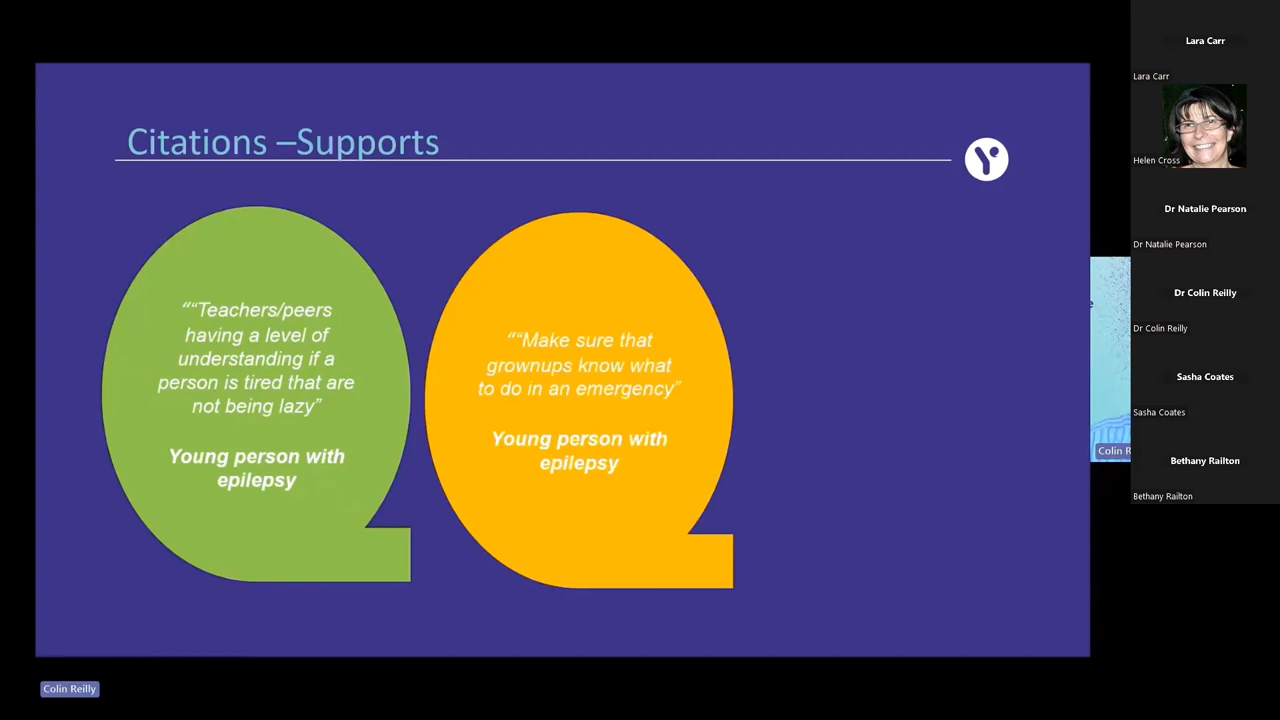 Citations –Supports
““Teachers/peers
having a level of
understanding if a
person is tired that are
not being lazy”
Young person with
epilepsy
““Make sure that
grownups know what
to do in an emergency”
Young person with
epilepsy
Colin Reilly
Colin R
Lara Carr
Lara Carr
Helen Cross
Dr Natalie Pearson
Dr Natalie Pearson
Dr Colin Reilly
Dr Colin Reilly
Sasha Coates
Sasha Coates
Bethany Railton
Bethany Railton